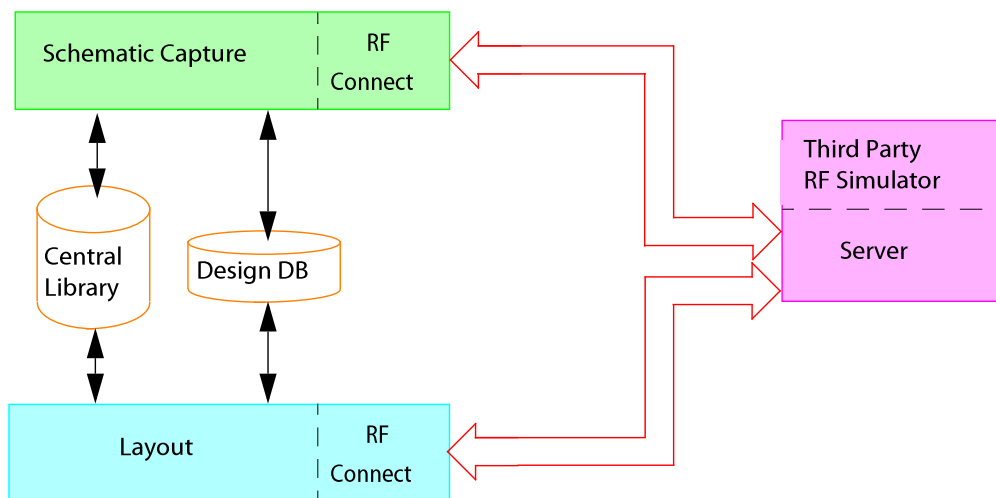 Schematic Capture
RF
Connect
Third Party
RF Simulator
Server
Central
Library
Design DB
Layout
RF
Connect